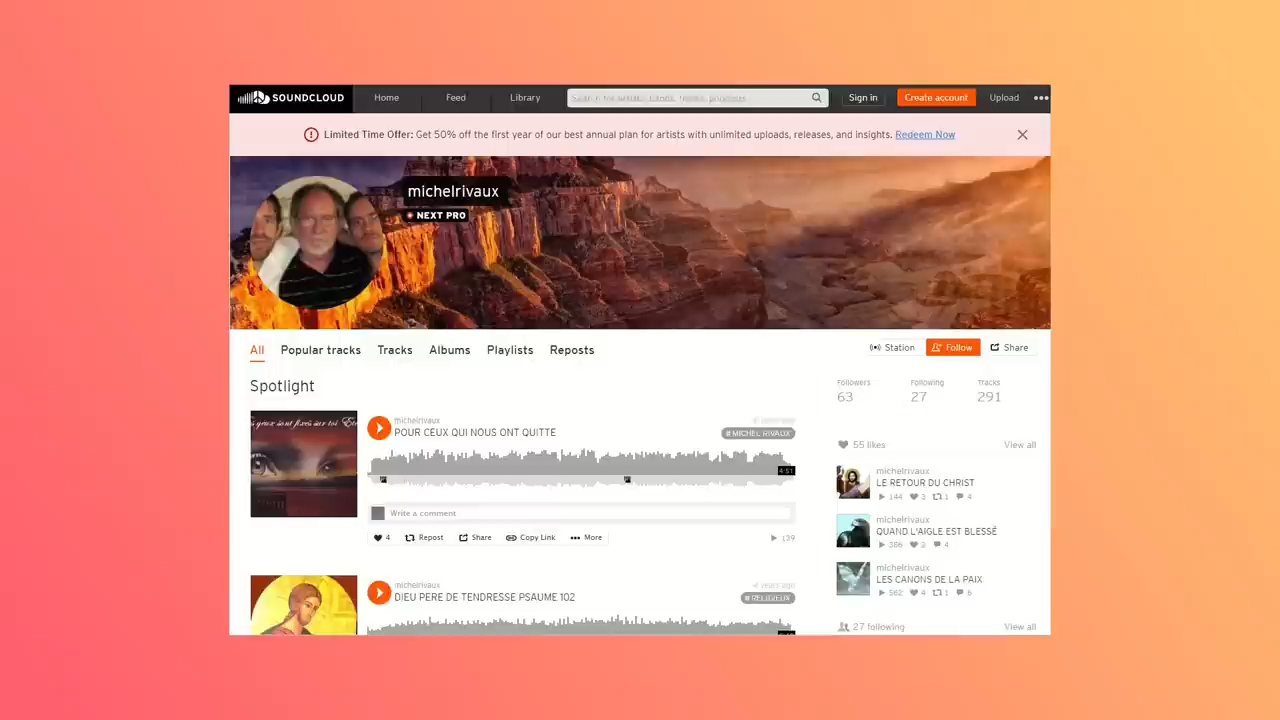 SOUNDCLOUD Home Feed Library Sign in Create account Upload
Limited Time Offer: Get 50% off the first year of our best annual plan for artists with unlimited uploads, releases, and insights. Redeem Now
michelrivaux
NEXT PRO
All Popular tracks Tracks Albums Playlists Reposts Station Follow Share
Spotlight
Followers Following Tracks
63 27 291
michelrivaux
POUR CEUX QUI NOUS ONT QUITTE
# MICHEL RIVAUX
4:51
Write a comment
4 Repost Share Copy Link More 139
michelrivaux 4 years ago
DIEU PERE DE TENDRESSE PSAUME 102 # RELIGIEUX
55 likes View all
michelrivaux
LE RETOUR DU CHRIST
144 3 1 4
michelrivaux
QUAND L'AIGLE EST BLESSÉ
386 3 4
michelrivaux
LES CANONS DE LA PAIX
562 4 1 6
27 following View all